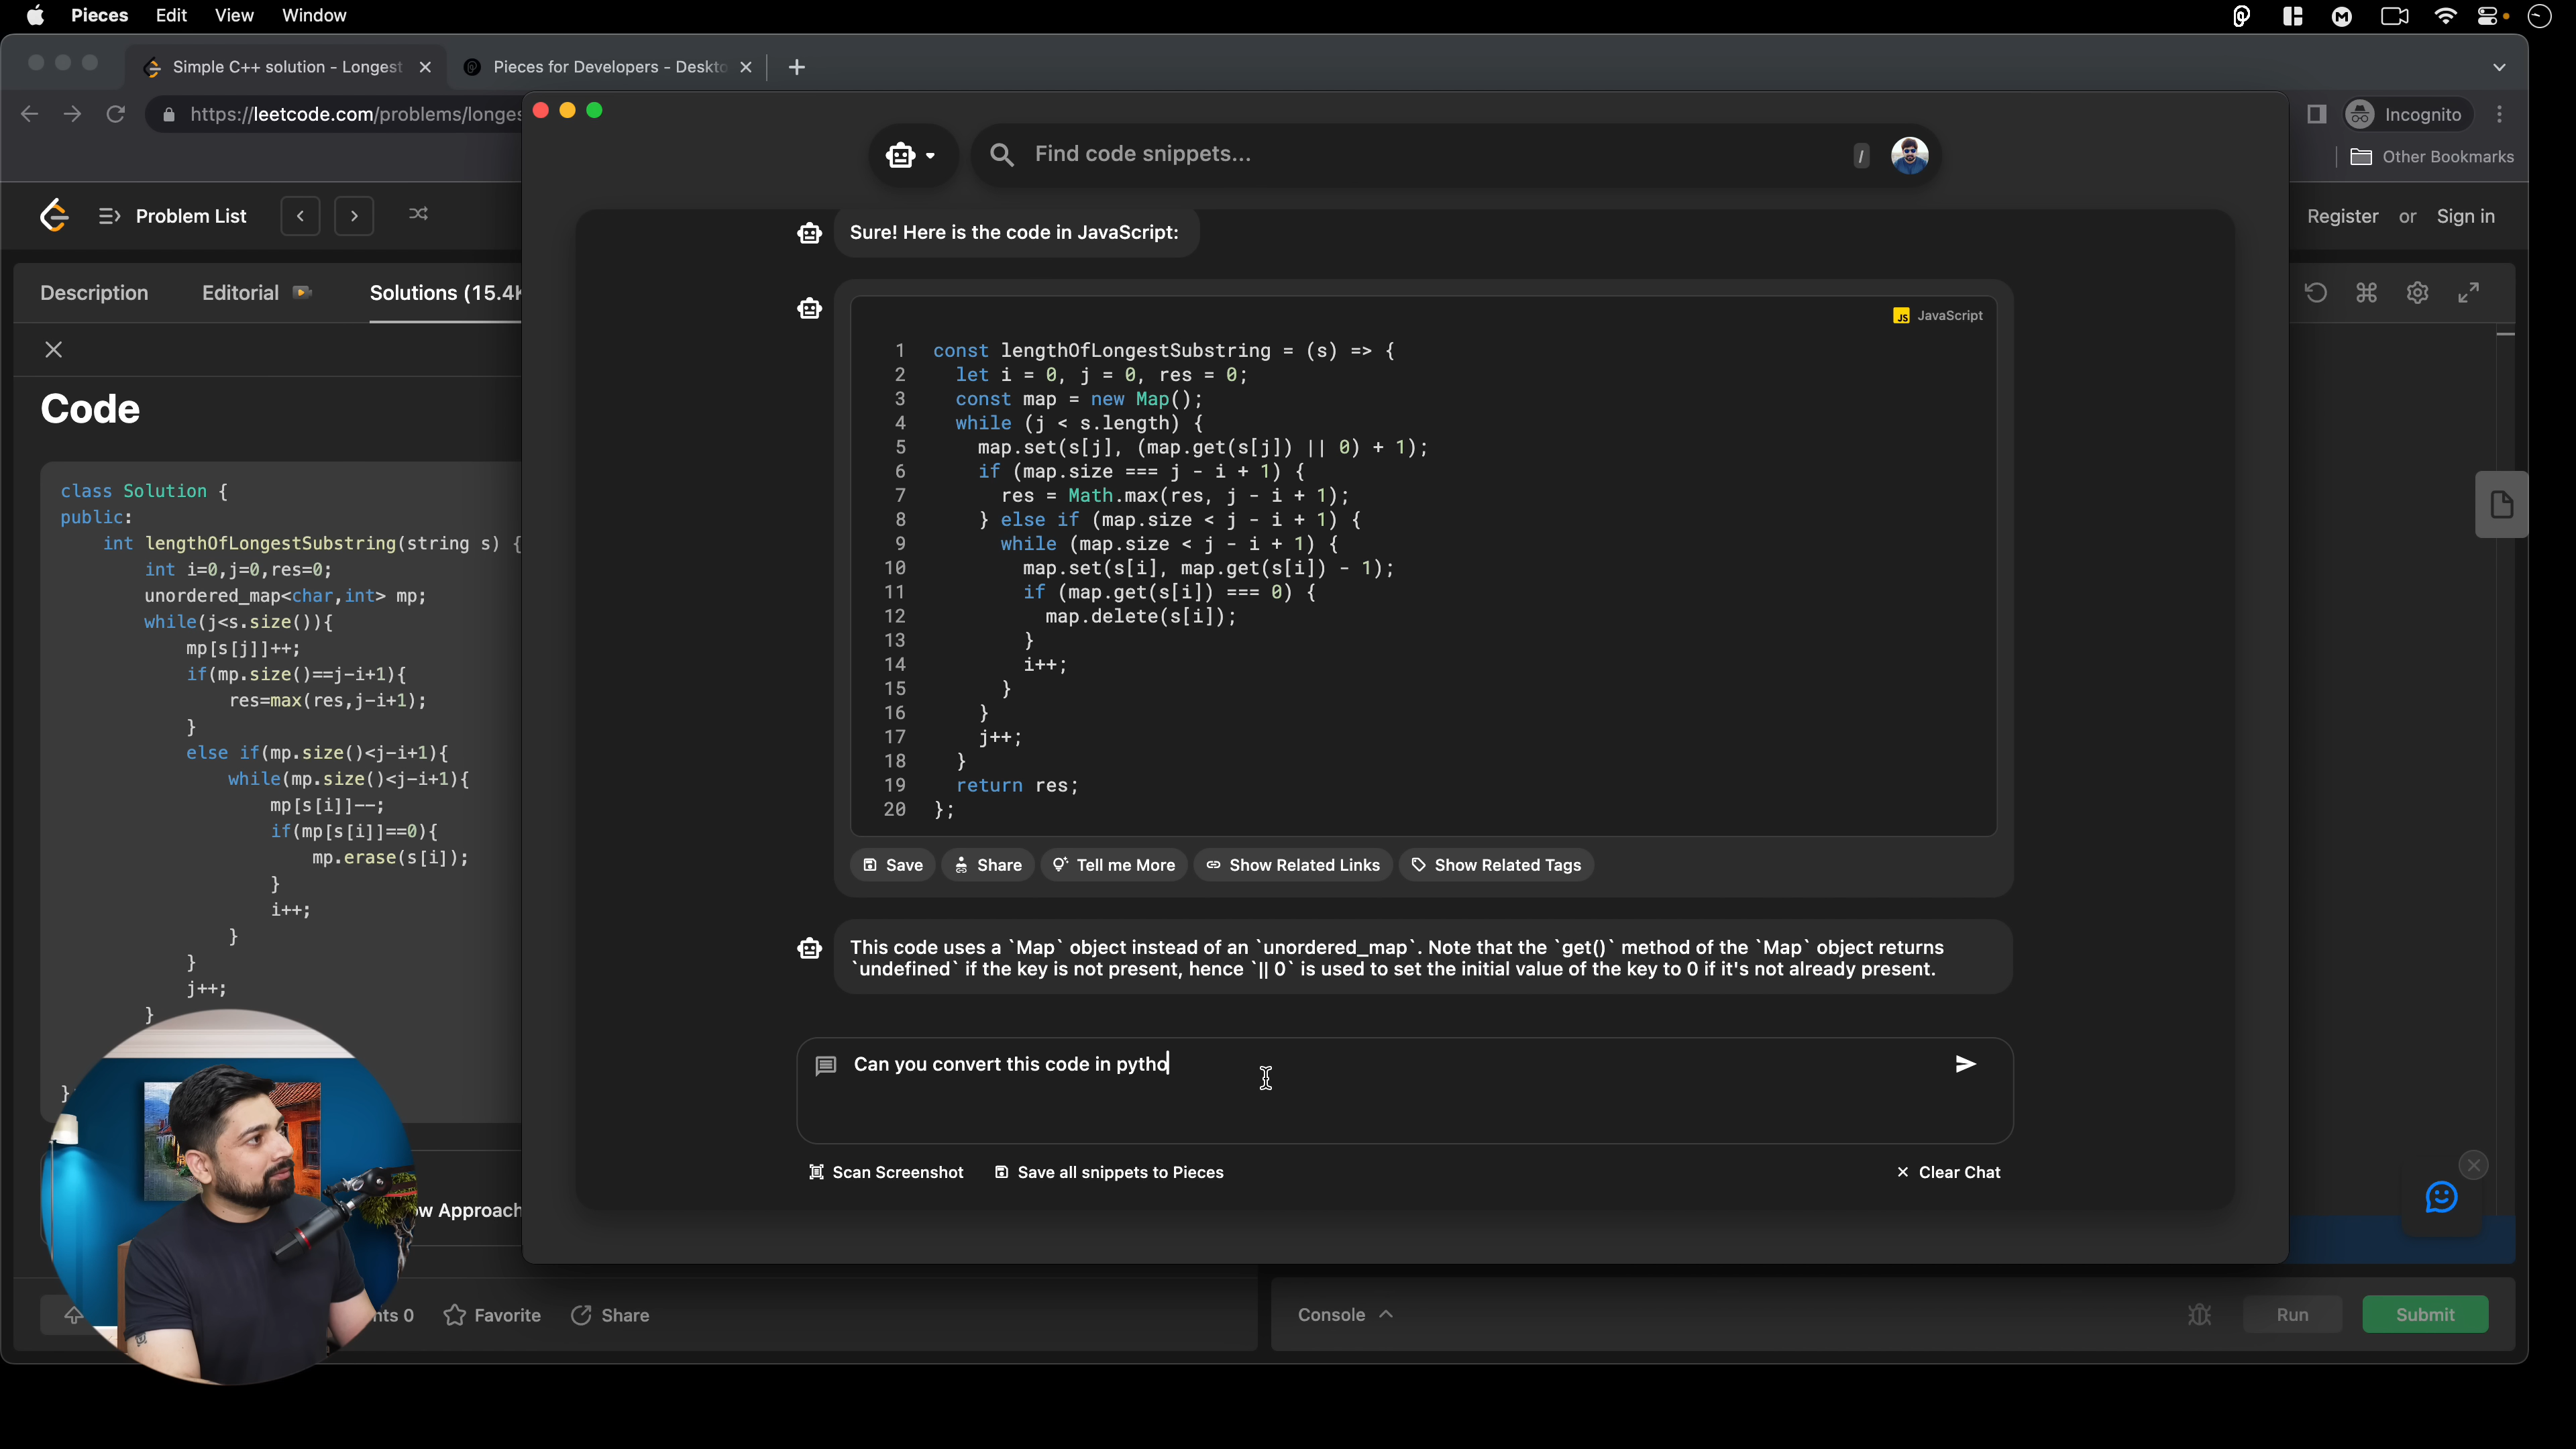 Pieces Edit View Window
Simple C++ solution - Longest
Pieces for Developers - Deskto
https://leetcode.com/problems/longes
Incognito
Other Bookmarks
Find code snippets...
/
Problem List
Register or Sign in
Description
Editorial
Solutions (15.4K
Code
class Solution {
public:
int lengthOfLongestSubstring(string s) {
int i=0,j=0,res=0;
unordered_map<char,int> mp;
while(j<s.size()){
mp[s[j]]++;
if(mp.size()==j-i+1){
res=max(res,j-i+1);
}
else if(mp.size()<j-i+1){
while(mp.size()<j-i+1){
mp[s[i]]--;
if(mp[s[i]]==0){
mp.erase(s[i]);
}
i++;
}
}
j++;
}
}
Sure! Here is the code in JavaScript:
JS JavaScript
1 const lengthOfLongestSubstring = (s) => {
2 let i = 0, j = 0, res = 0;
3 const map = new Map();
4 while (j < s.length) {
5 map.set(s[j], (map.get(s[j]) || 0) + 1);
6 if (map.size === j - i + 1) {
7 res = Math.max(res, j - i + 1);
8 } else if (map.size < j - i + 1) {
9 while (map.size < j - i + 1) {
10 map.set(s[i], map.get(s[i]) - 1);
11 if (map.get(s[i]) === 0) {
12 map.delete(s[i]);
13 }
14 i++;
15 }
16 }
17 j++;
18 }
19 return res;
20 };
Save Share Tell me More Show Related Links Show Related Tags
This code uses a `Map` object instead of an `unordered_map`. Note that the `get()` method of the `Map` object returns
`undefined` if the key is not present, hence `|| 0` is used to set the initial value of the key to 0 if it's not already present.
Can you convert this code in pytho
Scan Screenshot Save all snippets to Pieces Clear Chat
ow Approach
nts 0 Favorite Share
Console Run Submit